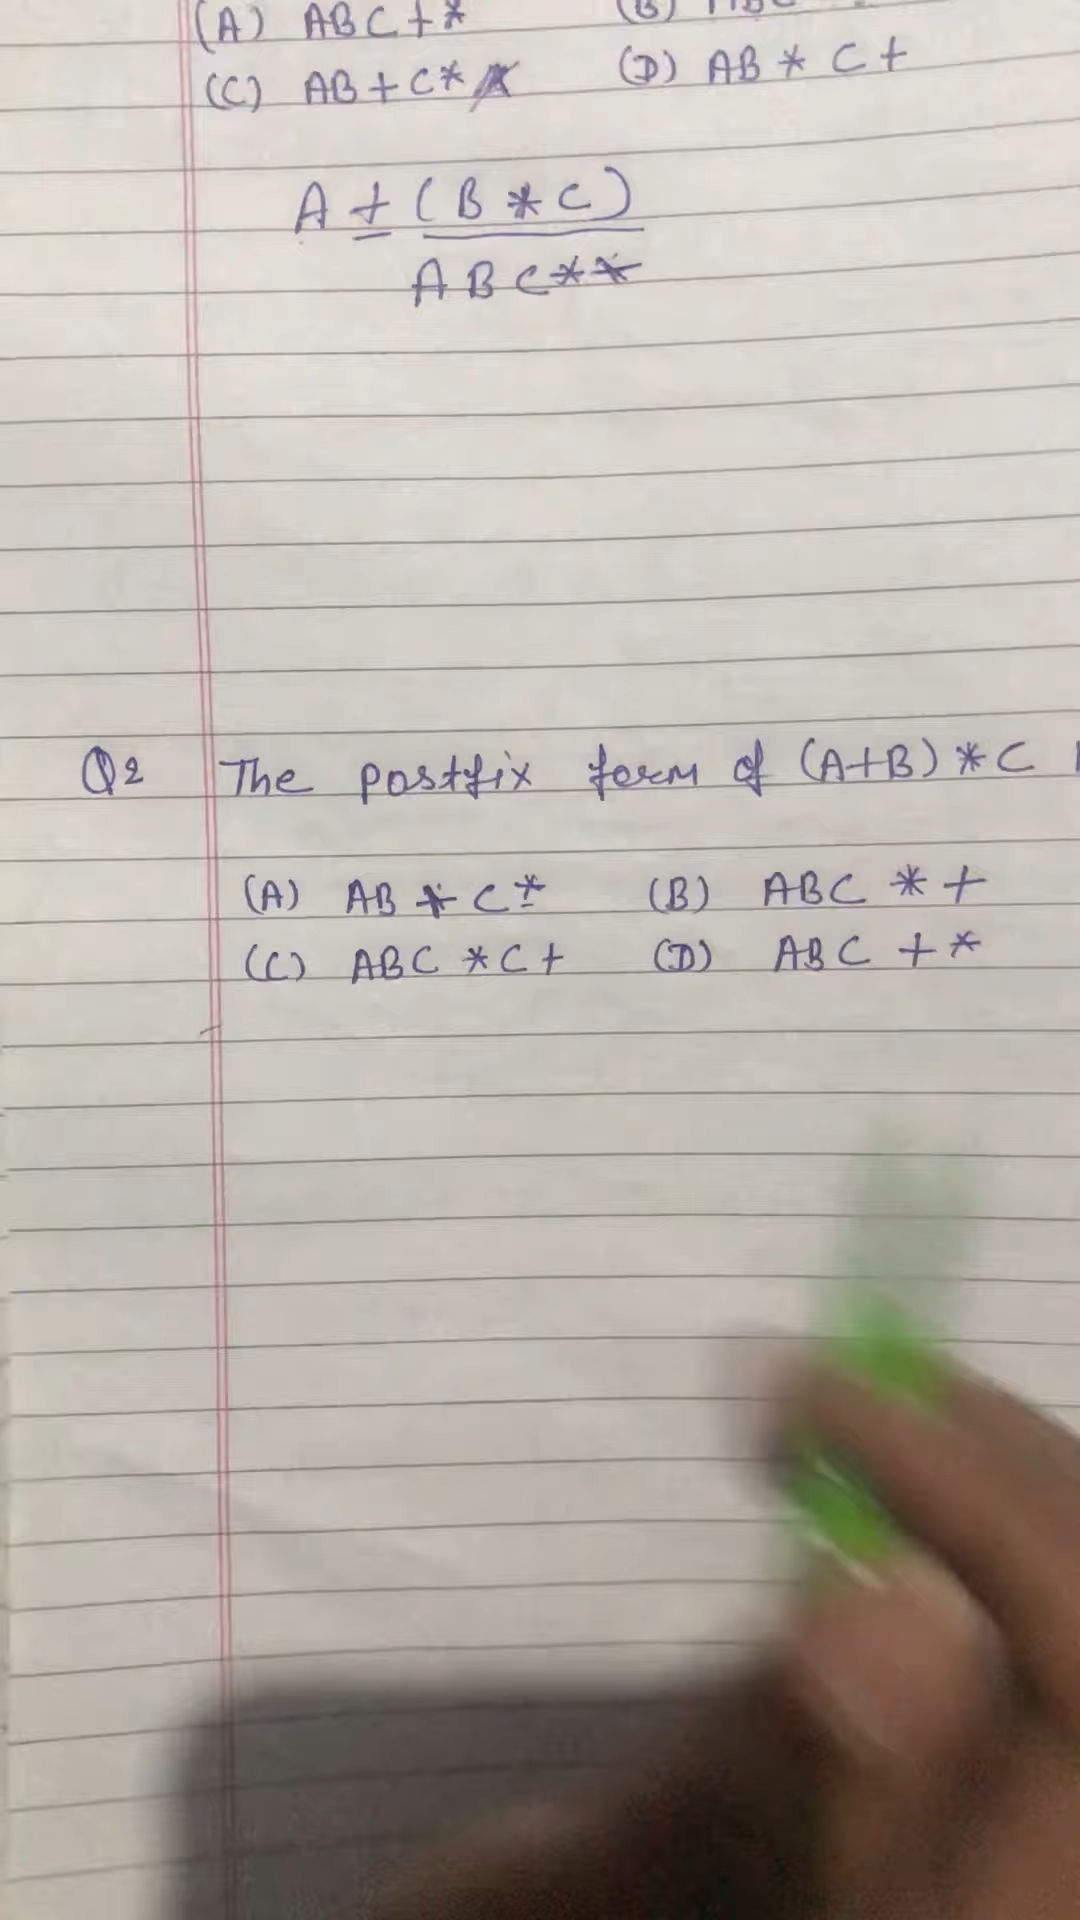 (A) ABC+*
(C) AB+C* (D) AB * C+
A + (B * C)
ABC**
Q2 The postfix form of (A+B) * C
(A) AB + C* (B) ABC * +
(C) ABC *C+ (D) ABC + *